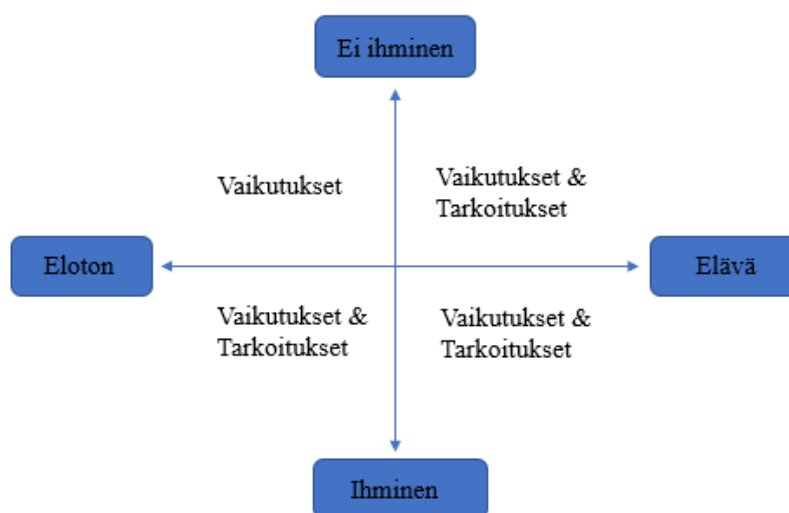 Ei ihminen
Vaikutukset
Vaikutukset &
Tarkoitukset
Eloton
Elävä
Vaikutukset &
Tarkoitukset
Vaikutukset &
Tarkoitukset
Ihminen